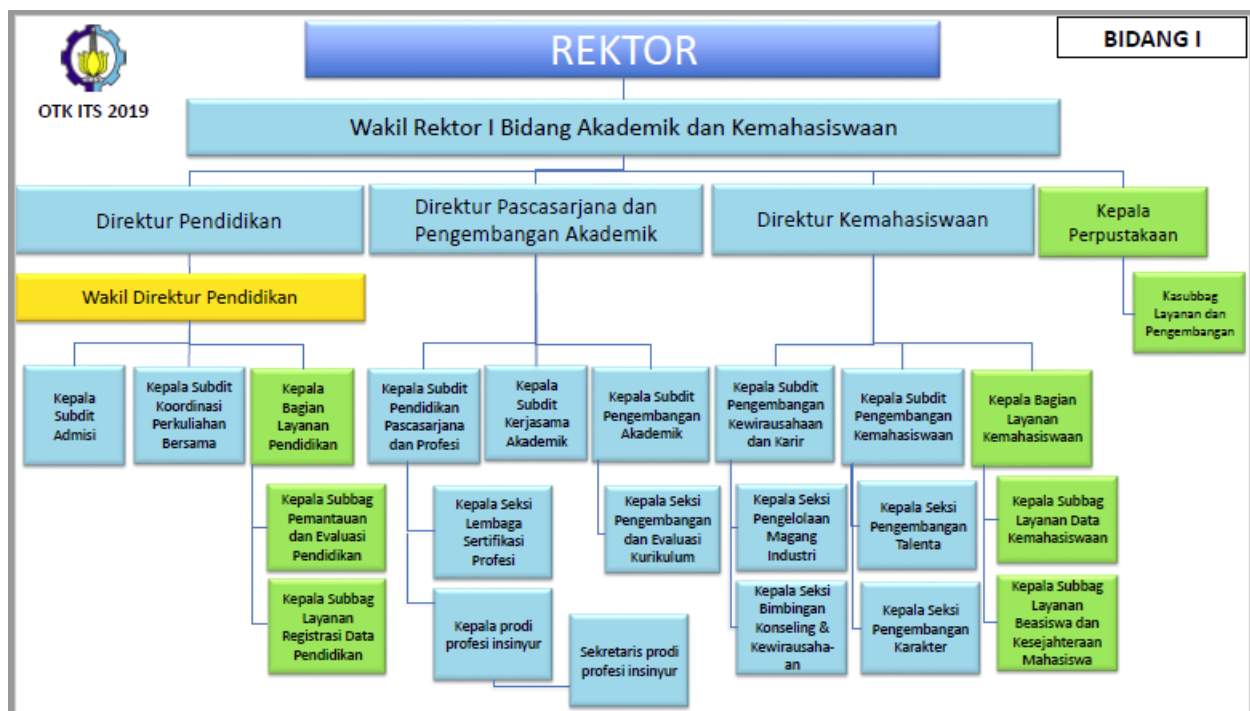 REKTOR
BIDANG I
OTK ITS 2019
Wakil Rektor I Bidang Akademik dan Kemahasiswaan
Direktur Pendidikan
Direktur Pascasarjana dan
Pengembangan Akademik
Direktur Kemahasiswaan
Kepala
Perpustakaan
Wakil Direktur Pendidikan
Kasubbag
Layanan dan
Pengembangan
Kepala
Subdit
Admisi
Kepala Subdit
Koordinasi
Perkuliahan
Bersama
Kepala
Bagian
Layanan
Pendidikan
Kepala Subdit
Pendidikan
Pascasarjana
dan Profesi
Kepala
Subdit
Kerjasama
Akademik
Kepala Subdit
Pengembangan
Akademik
Kepala Subdit
Pengembangan
Kewirausahaan
dan Karir
Kepala Subdit
Pengembangan
Kemahasiswaan
Kepala Bagian
Layanan
Kemahasiswaan
Kepala Subbag
Pemantauan
dan Evaluasi
Pendidikan
Kepala Seksi
Lembaga
Sertifikasi
Profesi
Kepala Seksi
Pengembangan
dan Evaluasi
Kurikulum
Kepala Seksi
Pengelolaan
Magang
Industri
Kepala Seksi
Pengembangan
Talenta
Kepala Subbag
Layanan Data
Kemahasiswaan
Kepala Subbag
Layanan
Registrasi Data
Pendidikan
Kepala prodi
profesi insinyur
Sekretaris prodi
profesi insinyur
Kepala Seksi
Bimbingan
Konseling &
Kewirausaha-
an
Kepala Seksi
Pengembangan
Karakter
Kepala Subbag
Layanan
Beasiswa dan
Kesejahteraan
Mahasiswa